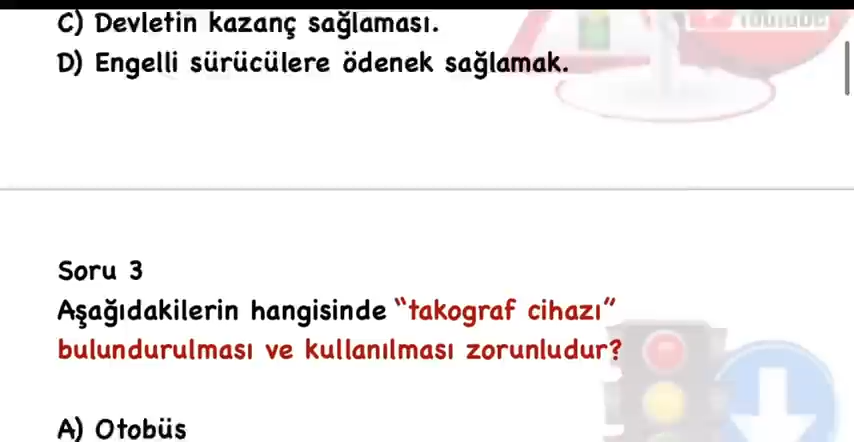 C) Devletin kazanç sağlaması.
D) Engelli sürücülere ödenek sağlamak.
Soru 3
Aşağıdakilerin hangisinde “takograf cihazı”
bulundurulması ve kullanılması zorunludur?
A) Otobüs